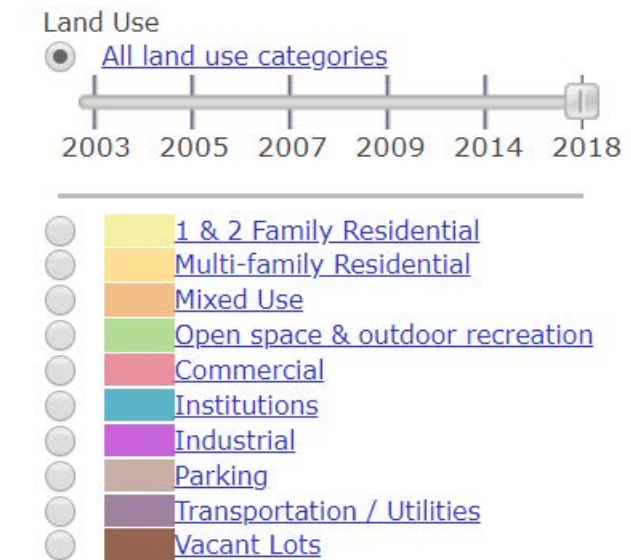 Land Use
All land use categories
2003 2005 2007 2009 2014 2018
1 & 2 Family Residential
Multi-family Residential
Mixed Use
Open space & outdoor recreation
Commercial
Institutions
Industrial
Parking
Transportation / Utilities
Vacant Lots